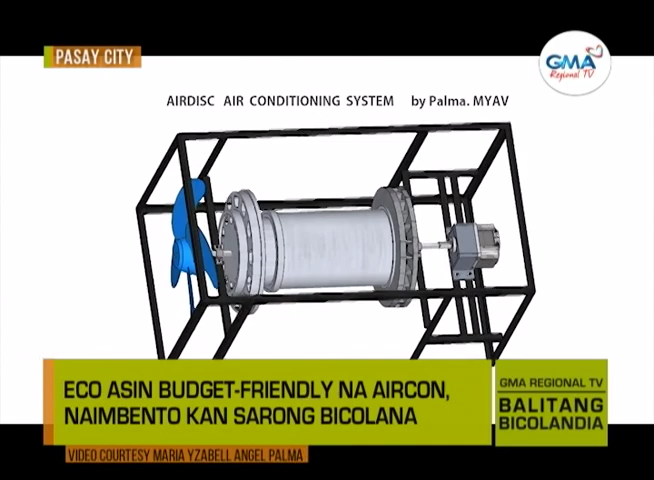 PASAY CITY
GMA
Regional TV
AIRDISC AIR CONDITIONING SYSTEM by Palma. MYAV
ECO ASIN BUDGET-FRIENDLY NA AIRCON,
NAIMBENTO KAN SARONG BICOLANA
GMA REGIONAL TV
BALITANG
BICOLANDIA
VIDEO COURTESY MARIA YZABELL ANGEL PALMA